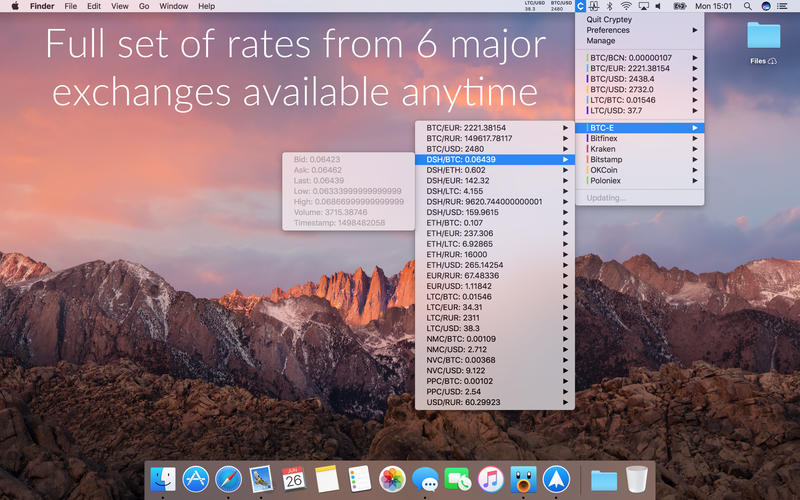 Finder File Edit View Go Window Help
LTC/USD BTC/USD
38.3 2480
Mon 15:01
Full set of rates from 6 major
exchanges available anytime
Files
Quit Cryptey
Preferences
Manage
BTC/BCN: 0.00000107
BTC/EUR: 2221.38154
BTC/USD: 2438.4
BTC/USD: 2732.0
LTC/BTC: 0.01546
LTC/USD: 37.7
BTC-E
Bitfinex
Kraken
Bitstamp
OKCoin
Poloniex
Updating...
BTC/EUR: 2221.38154
BTC/RUR: 149617.78117
BTC/USD: 2480
DSH/BTC: 0.06439
DSH/ETH: 0.602
DSH/EUR: 142.32
DSH/LTC: 4.155
DSH/RUR: 9620.744000000001
DSH/USD: 159.9615
ETH/BTC: 0.107
ETH/EUR: 237.306
ETH/LTC: 6.92865
ETH/RUR: 16000
ETH/USD: 265.14254
EUR/RUR: 67.48336
EUR/USD: 1.11842
LTC/BTC: 0.01546
LTC/EUR: 34.31
LTC/RUR: 2311
LTC/USD: 38.3
NMC/BTC: 0.00109
NMC/USD: 2.712
NVC/BTC: 0.00368
NVC/USD: 9.122
PPC/BTC: 0.00102
PPC/USD: 2.54
USD/RUR: 60.29923
Bid: 0.06423
Ask: 0.06462
Last: 0.06439
Low: 0.06333999999999999
High: 0.06866999999999999
Volume: 3715.38746
Timestamp: 1498482058
JUN
26